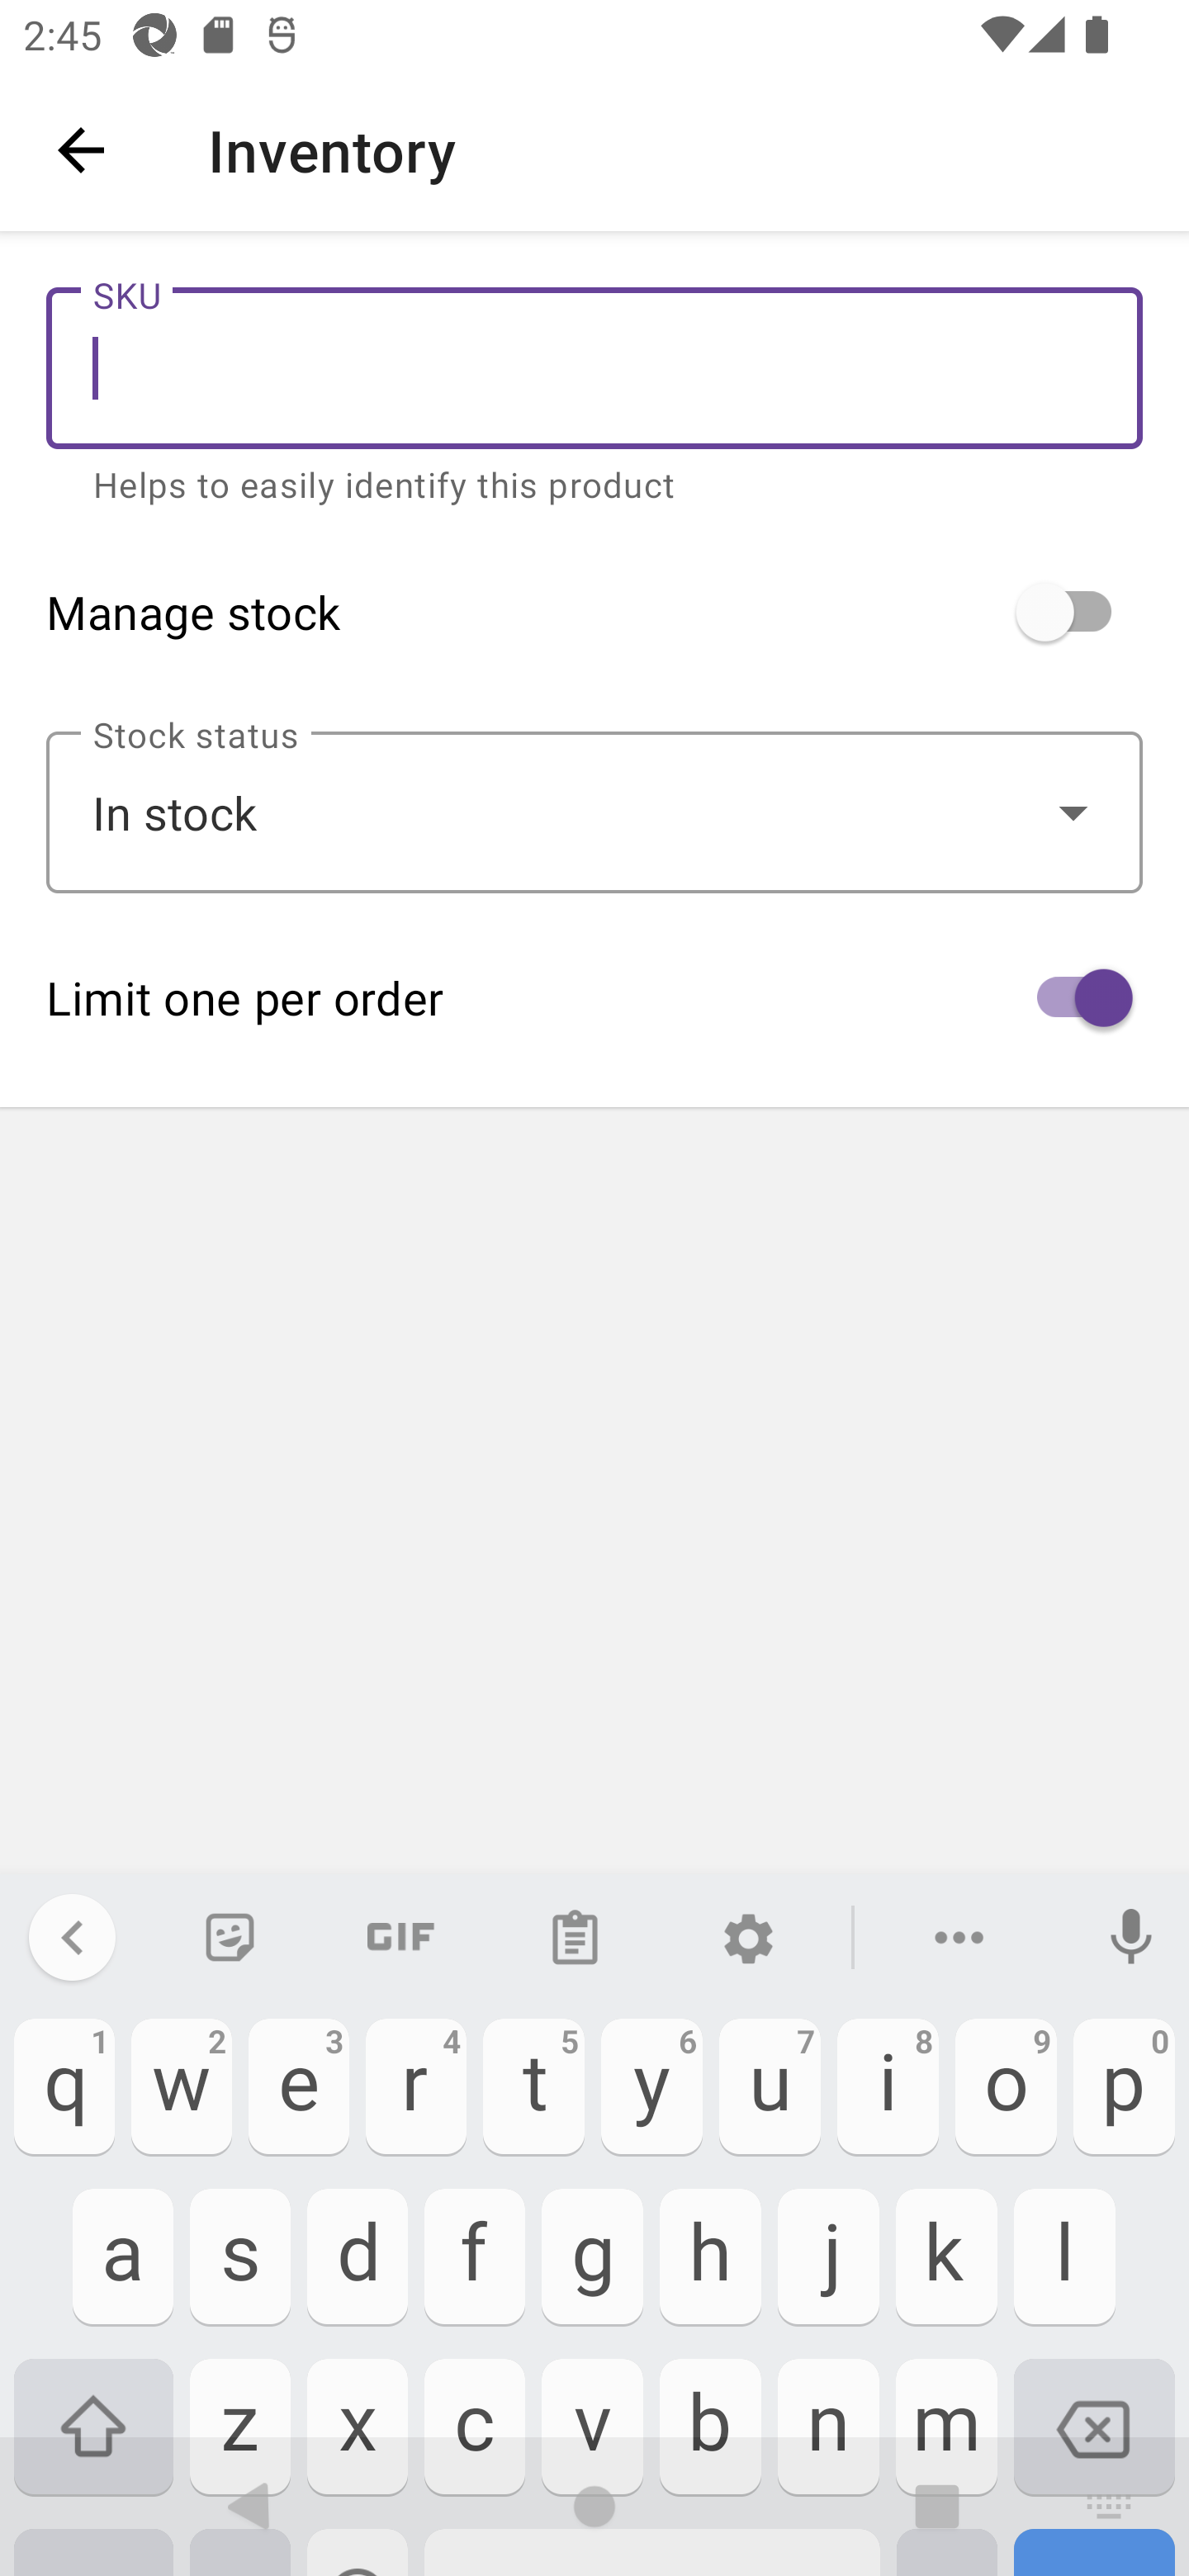 2:45
Inventory
SKU
Helps to easily identify this product
Manage stock
Stock status
In stock
Limit one per order
GIF
1 2 3 4 5 6 7 8 9 0
q w e r t y u i o p
a s d f g h j k l
z x c v b n m